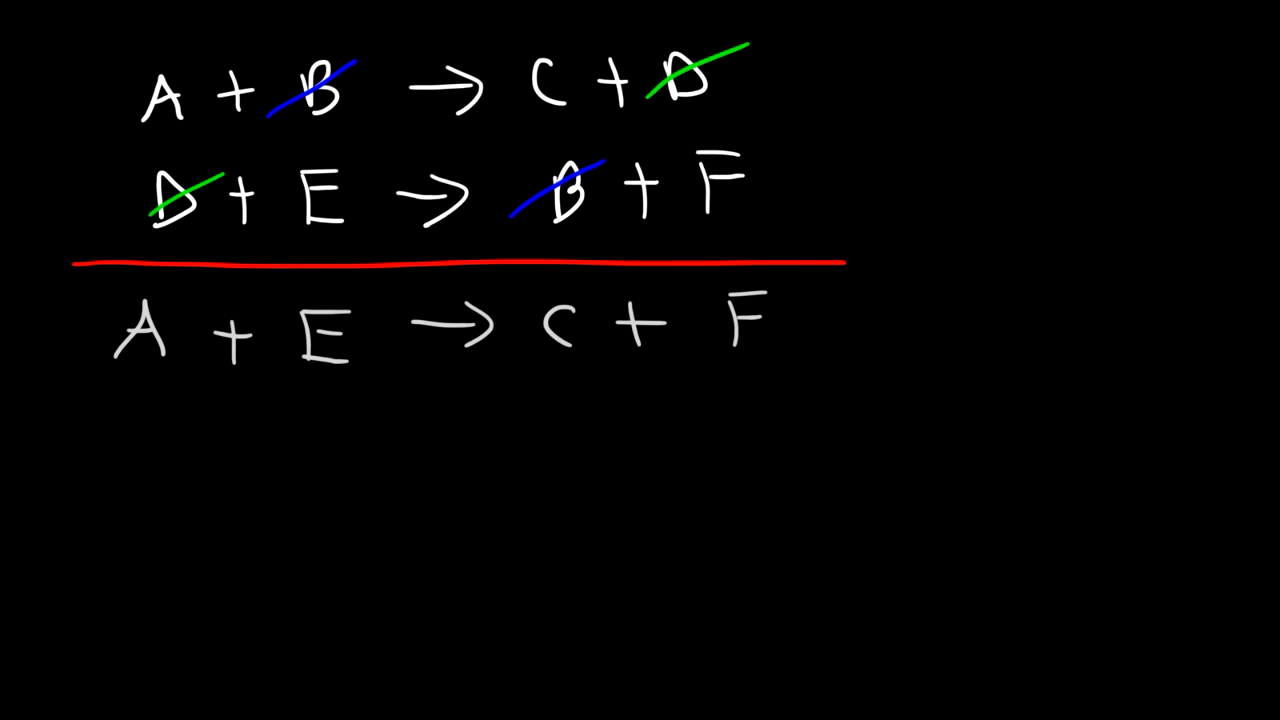 A + B → C + D
D + E → B + F
A + E → C + F